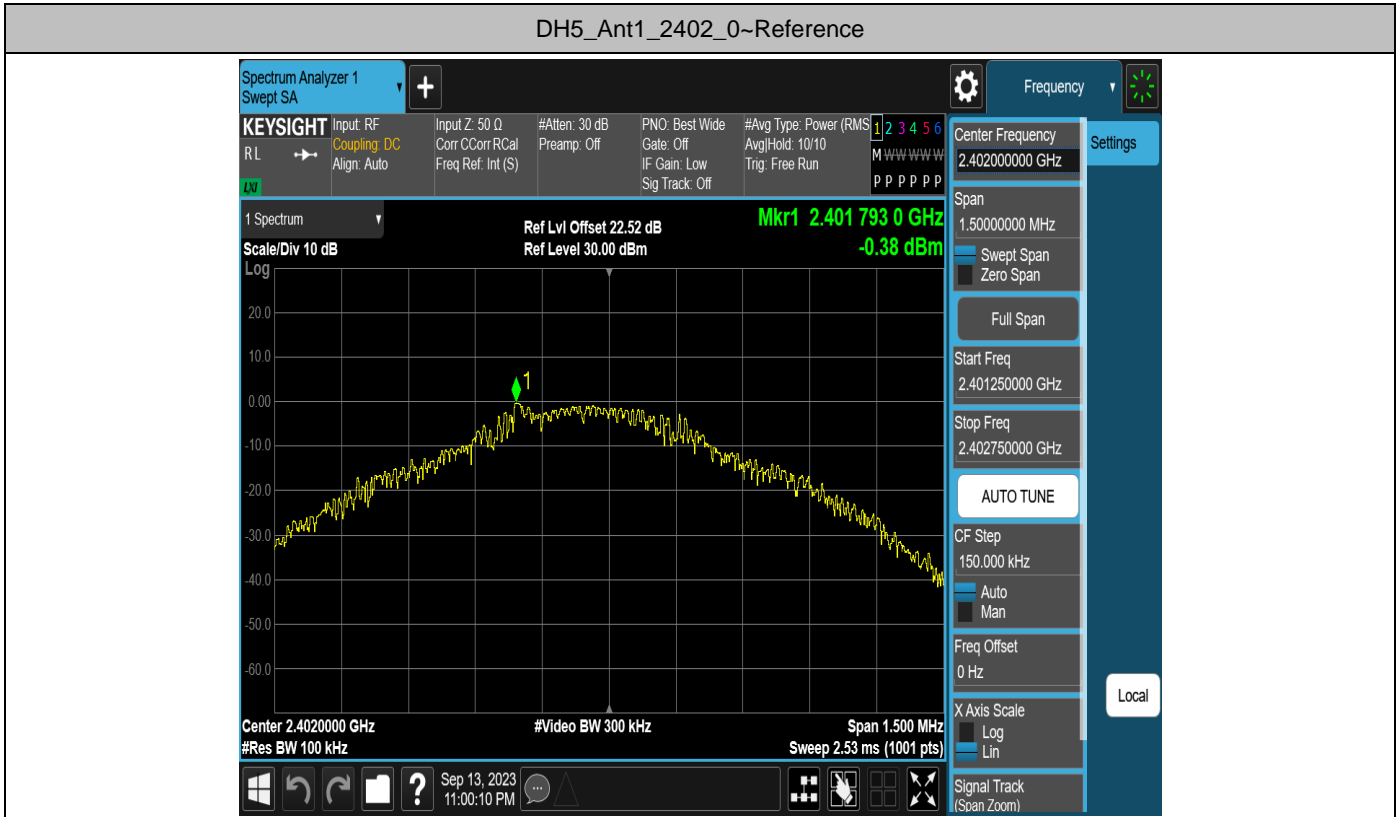 DH5_Ant1_2402_0~Reference
Spectrum Analyzer 1
Swept SA
+
Frequency
KEYSIGHT
RL
LXI
Input: RF
Coupling: DC
Align: Auto
Input Z: 50 Ω
Corr CCorr RCal
Freq Ref: Int (S)
#Atten: 30 dB
Preamp: Off
PNO: Best Wide
Gate: Off
IF Gain: Low
Sig Track: Off
#Avg Type: Power (RMS
Avg|Hold: 10/10
Trig: Free Run
1 2 3 4 5 6
M W W W W W
P P P P P P
1 Spectrum
Scale/Div 10 dB
Log
Ref Lvl Offset 22.52 dB
Ref Level 30.00 dBm
Mkr1 2.401 793 0 GHz
-0.38 dBm
20.0
10.0
0.00
-10.0
-20.0
-30.0
-40.0
-50.0
-60.0
1
Center 2.4020000 GHz
#Res BW 100 kHz
#Video BW 300 kHz
Span 1.500 MHz
Sweep 2.53 ms (1001 pts)
Center Frequency
2.402000000 GHz
Span
1.50000000 MHz
Swept Span
Zero Span
Full Span
Start Freq
2.401250000 GHz
Stop Freq
2.402750000 GHz
AUTO TUNE
CF Step
150.000 kHz
Auto
Man
Freq Offset
0 Hz
X Axis Scale
Log
Lin
Signal Track
(Span Zoom)
Settings
Local
?
Sep 13, 2023
11:00:10 PM